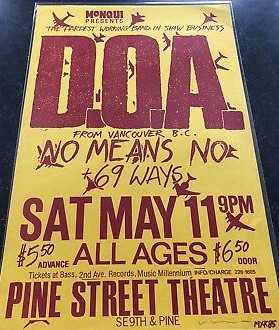 MONQUI
PRESENTS
THE HARDEST WORKING BAND IN SHOW BUSINESS
D.O.A.
FROM VANCOUVER, B.C.
NO MEANS NO
+69 WAYS
SAT MAY 11 9PM
$5.50 ADVANCE ALL AGES $6.50 DOOR
Tickets at Bass, 2nd Ave. Records, Music Millennium INFO/CHARGE 226-1605
PINE STREET THEATRE
SE 9TH & PINE